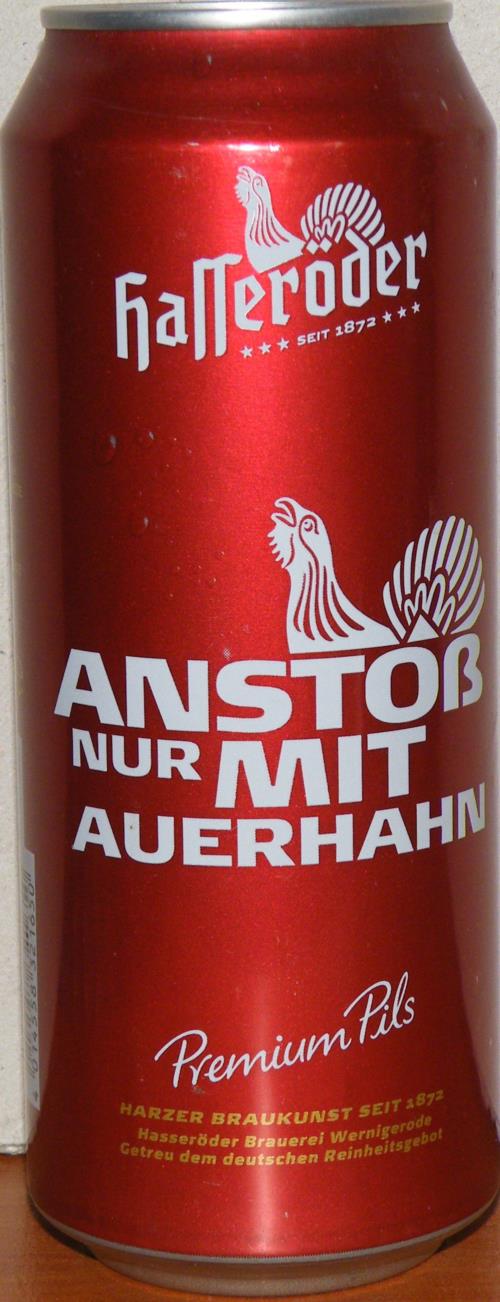 Hasseröder
SEIT 1872
ANSTOß
NUR MIT
AUERHAHN
Premium Pils
HARZER BRAUKUNST SEIT 1872
Hasseröder Brauerei Wernigerode
Getreu dem deutschen Reinheitsgebot